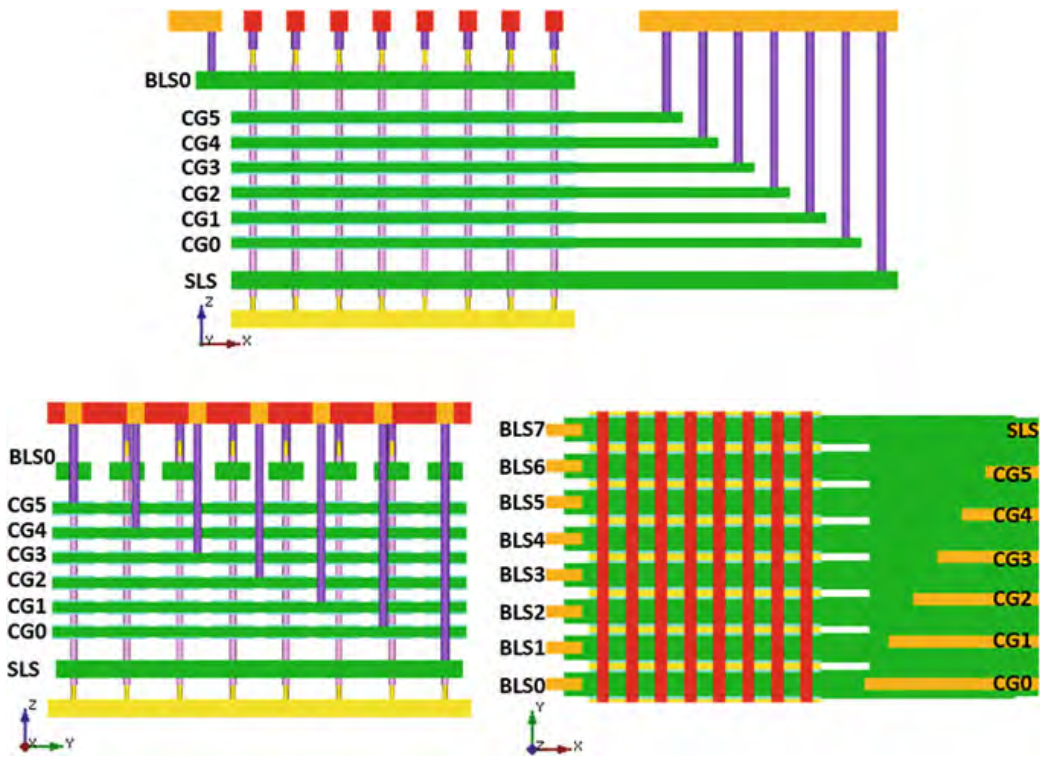 BLS0
CG5
CG4
CG3
CG2
CG1
CG0
SLS
Z
Y X
BLS0
CG5
CG4
CG3
CG2
CG1
CG0
SLS
Z
X Y
BLS7
BLS6
BLS5
BLS4
BLS3
BLS2
BLS1
BLS0
SLS
CG5
CG4
CG3
CG2
CG1
CG0
Y
Z X